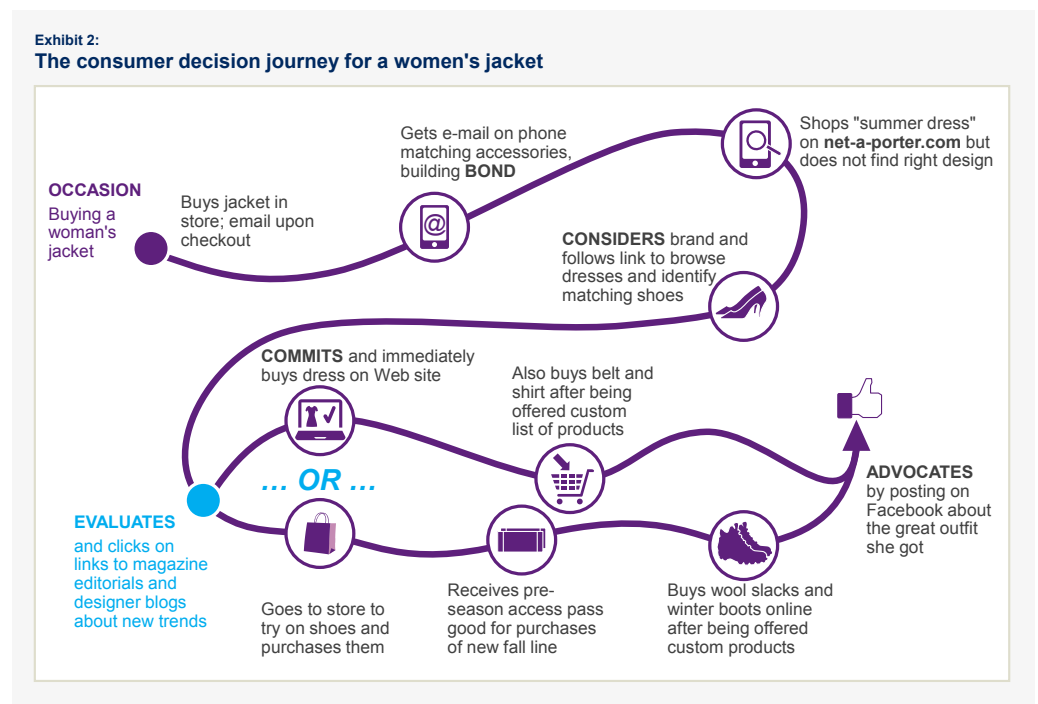 Exhibit 2:
The consumer decision journey for a women's jacket
OCCASION
Buying a
woman's
jacket
Buys jacket in
store; email upon
checkout
Gets e-mail on phone
matching accessories,
building BOND
@
Shops "summer dress"
on net-a-porter.com but
does not find right design
CONSIDERS brand and
follows link to browse
dresses and identify
matching shoes
EVALUATES
and clicks on
links to magazine
editorials and
designer blogs
about new trends
COMMITS and immediately
buys dress on Web site
Also buys belt and
shirt after being
offered custom
list of products
... OR ...
Goes to store to
try on shoes and
purchases them
Receives pre-
season access pass
good for purchases
of new fall line
Buys wool slacks and
winter boots online
after being offered
custom products
ADVOCATES
by posting on
Facebook about
the great outfit
she got